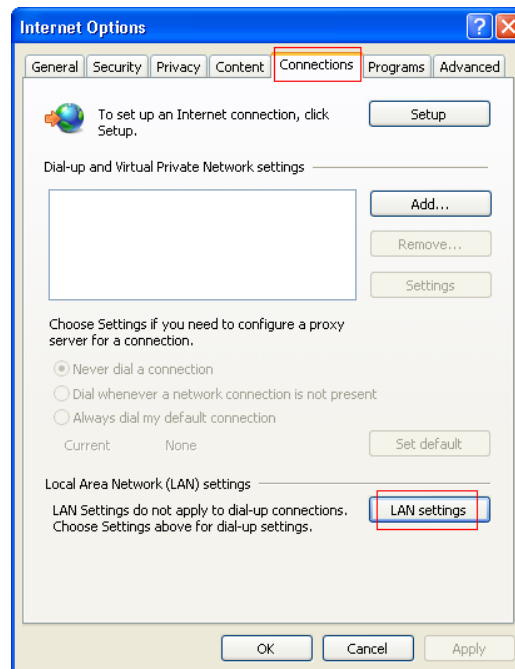 Internet Options
General Security Privacy Content Connections Programs Advanced
To set up an Internet connection, click
Setup.
Setup
Dial-up and Virtual Private Network settings
Add...
Remove...
Settings
Choose Settings if you need to configure a proxy
server for a connection.
Never dial a connection
Dial whenever a network connection is not present
Always dial my default connection
Current None
Set default
Local Area Network (LAN) settings
LAN Settings do not apply to dial-up connections.
Choose Settings above for dial-up settings.
LAN settings
OK Cancel Apply